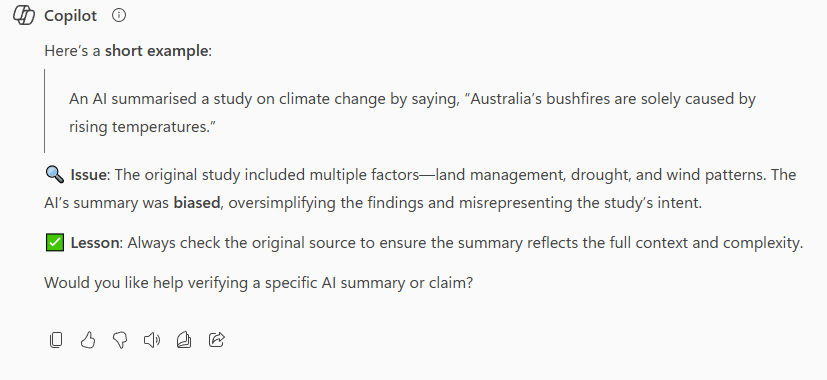 Copilot
Here's a short example:
An AI summarised a study on climate change by saying, "Australia's bushfires are solely caused by
rising temperatures."
Issue: The original study included multiple factors—land management, drought, and wind patterns. The
AI's summary was biased, oversimplifying the findings and misrepresenting the study's intent.
Lesson: Always check the original source to ensure the summary reflects the full context and complexity.
Would you like help verifying a specific AI summary or claim?